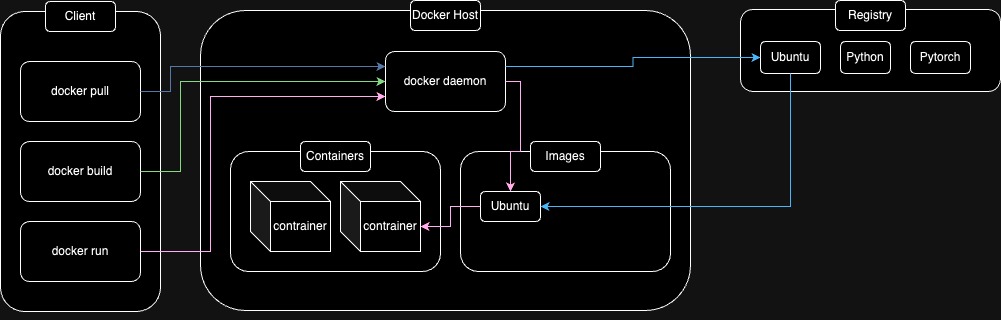 Client
docker pull
docker build
docker run
Docker Host
docker daemon
Containers
contrainer
contrainer
Images
Ubuntu
Registry
Ubuntu
Python
Pytorch